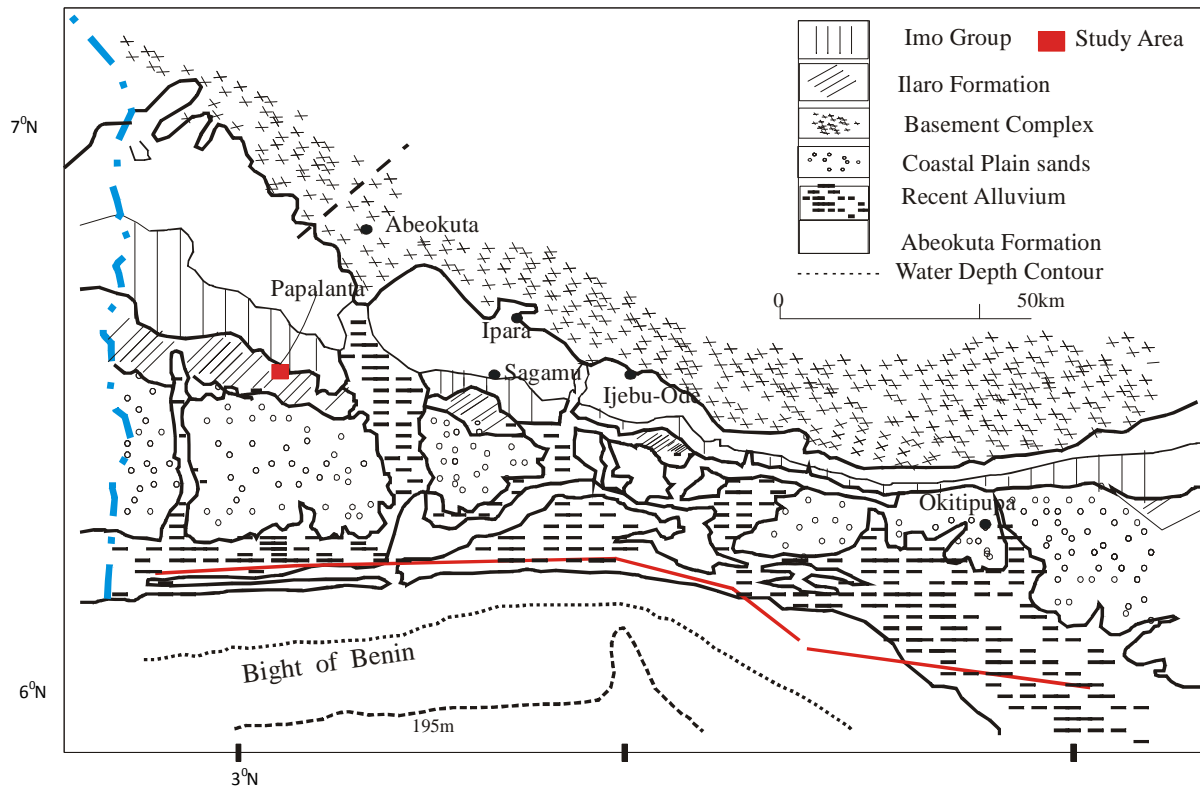 Imo Group
Study Area
Ilaro Formation
Basement Complex
Coastal Plain sands
Recent Alluvium
Abeokuta Formation
Water Depth Contour
0 50km
7⁰N
Abeokuta
Papalanta
Ipara
Sagamu
Ijebu-Ode
Okitipupa
Bight of Benin
6⁰N
195m
3⁰N